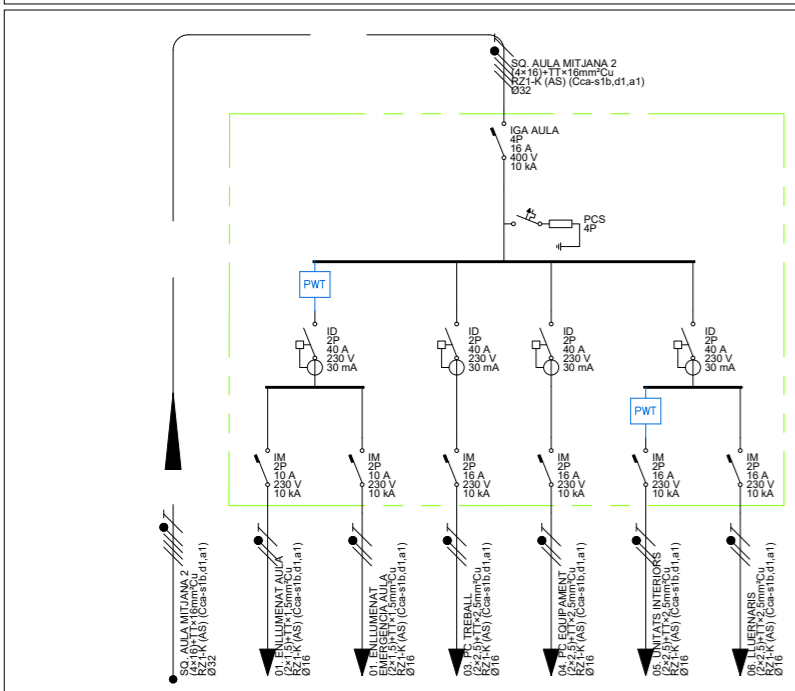 SQ. AULA MITJANA 2
(4×16)+TT×16mm²Cu
RZ1-K (AS) (Cca-s1b,d1,a1)
Ø32
IGA AULA
4P
16 A
400 V
10 kA
PCS
4P
PWT
ID
2P
40 A
230 V
30 mA
ID
2P
40 A
230 V
30 mA
ID
2P
40 A
230 V
30 mA
ID
2P
40 A
230 V
30 mA
PWT
IM
2P
10 A
230 V
10 kA
IM
2P
10 A
230 V
10 kA
IM
2P
16 A
230 V
10 kA
IM
2P
16 A
230 V
10 kA
IM
2P
16 A
230 V
10 kA
IM
2P
16 A
230 V
10 kA
SQ. AULA MITJANA 2
(4×16)+TT×16mm²Cu
RZ1-K (AS) (Cca-s1b,d1,a1)
Ø32
01. ENLLUMENAT AULA
(2×1,5)+TT×1,5mm²Cu
RZ1-K (AS) (Cca-s1b,d1,a1)
Ø16
01. ENLLUMENAT
EMERGENCIA AULA
(2×1,5)+TT×1,5mm²Cu
RZ1-K (AS) (Cca-s1b,d1,a1)
Ø16
03. PC TREBALL
(2×2,5)+TT×2,5mm²Cu
RZ1-K (AS) (Cca-s1b,d1,a1)
Ø16
04. PC EQUIPAMENT
(2×2,5)+TT×2,5mm²Cu
RZ1-K (AS) (Cca-s1b,d1,a1)
Ø16
05. UNITATS INTERIORS
(2×2,5)+TT×2,5mm²Cu
RZ1-K (AS) (Cca-s1b,d1,a1)
Ø16
06. LLUERNARIS
(2×2,5)+TT×2,5mm²Cu
RZ1-K (AS) (Cca-s1b,d1,a1)
Ø16